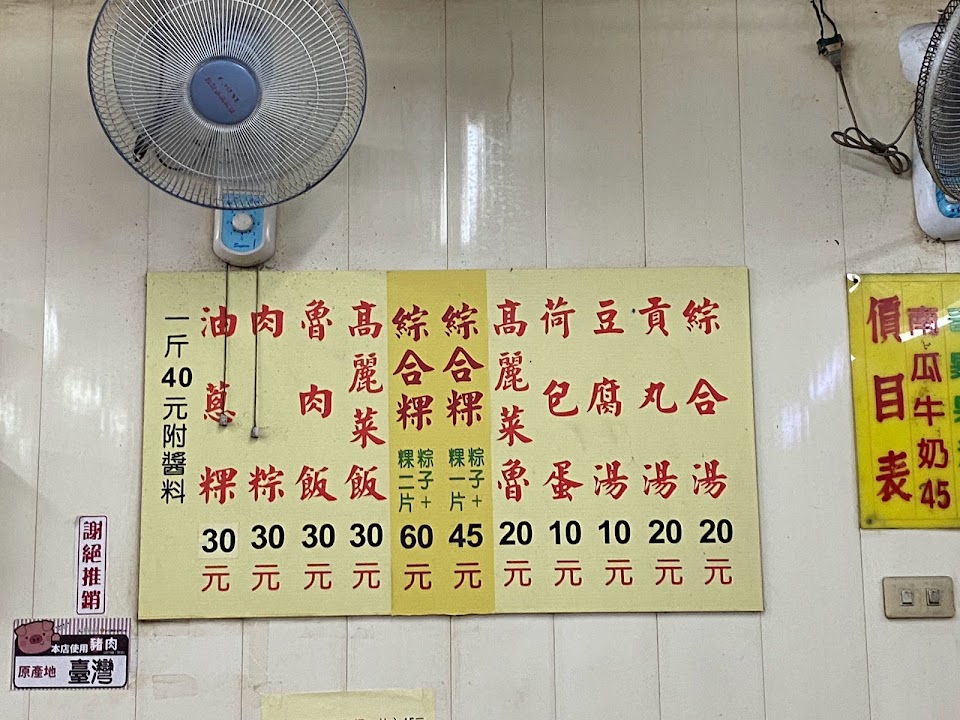 綜合湯 20元
貢丸湯 20元
豆腐湯 10元
荷包蛋 10元
高麗菜魯 20元
綜合粿 粽子+粿一片 45元
綜合粿 粽子+粿二片 60元
高麗菜飯 30元
魯肉飯 30元
肉粽 30元
油蔥粿 30元
一斤40元附醬料
價目表
南瓜牛奶45
謝絕推銷
本店使用豬肉
原產地 臺灣